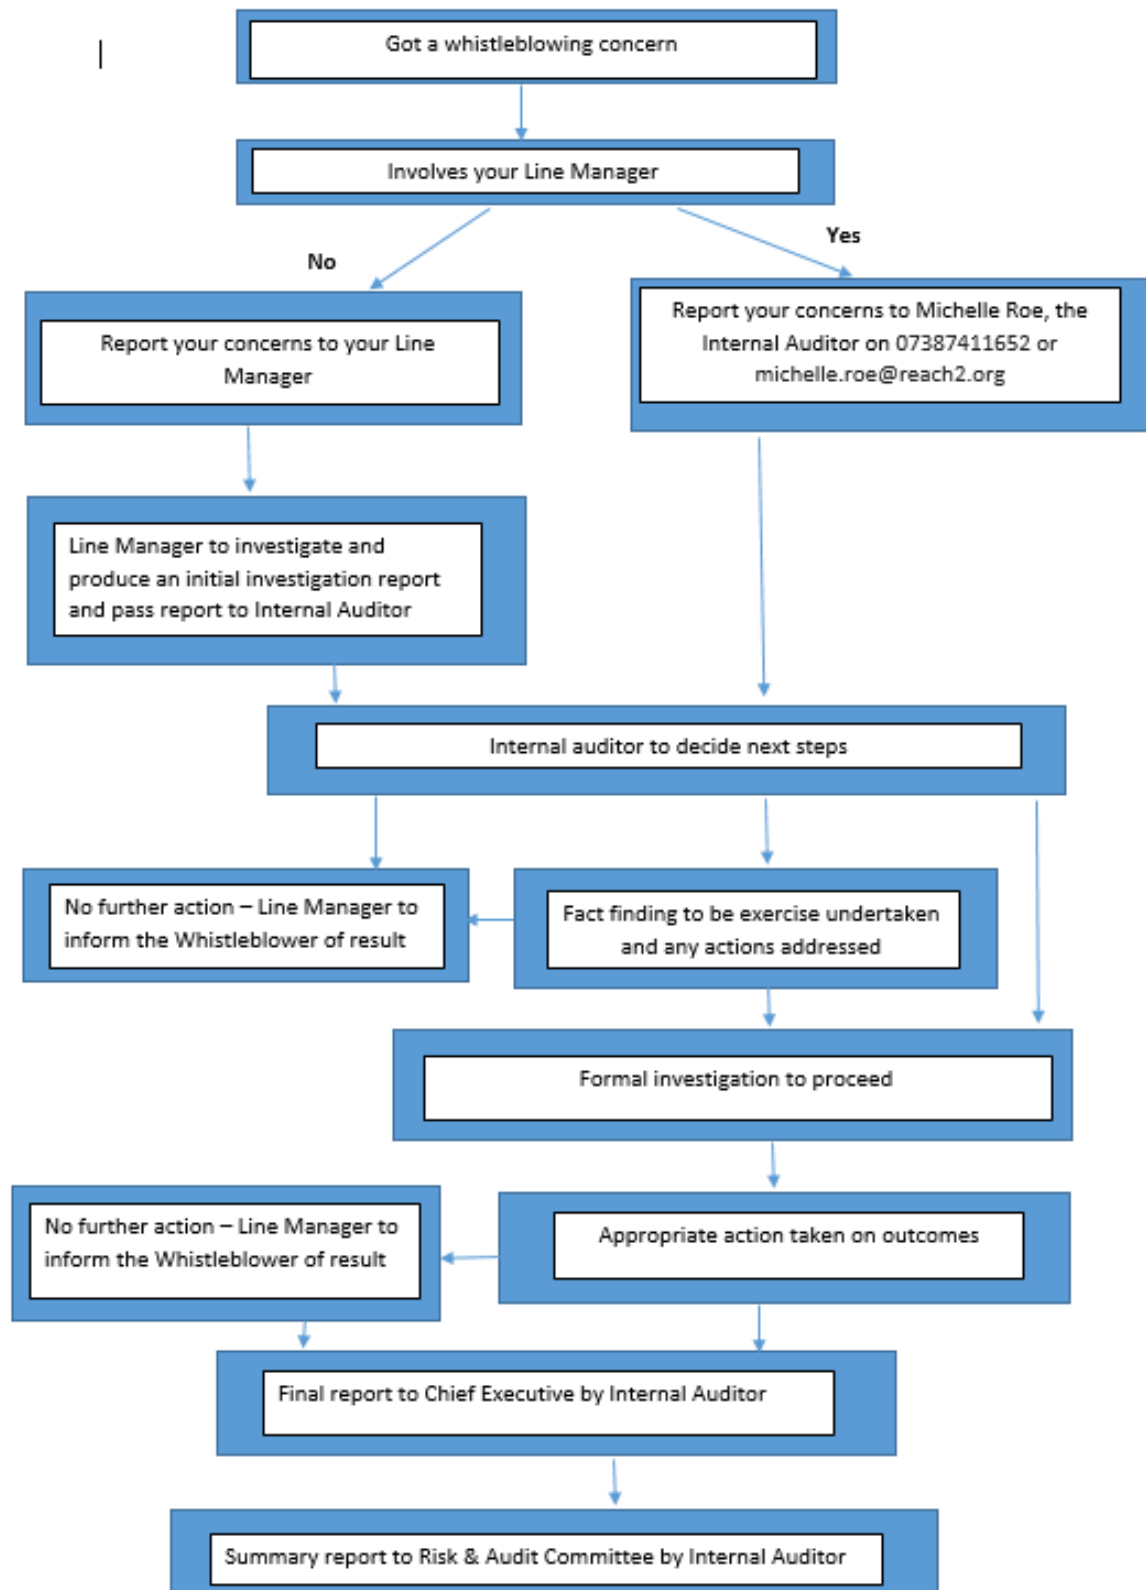 Got a whistleblowing concern
Involves your Line Manager
No
Yes
Report your concerns to your Line
Manager
Report your concerns to Michelle Roe, the
Internal Auditor on 07387411652 or
michelle.roe@reach2.org
Line Manager to investigate and
produce an initial investigation report
and pass report to Internal Auditor
Internal auditor to decide next steps
No further action – Line Manager to
inform the Whistleblower of result
Fact finding to be exercise undertaken
and any actions addressed
Formal investigation to proceed
No further action – Line Manager to
inform the Whistleblower of result
Appropriate action taken on outcomes
Final report to Chief Executive by Internal Auditor
Summary report to Risk & Audit Committee by Internal Auditor